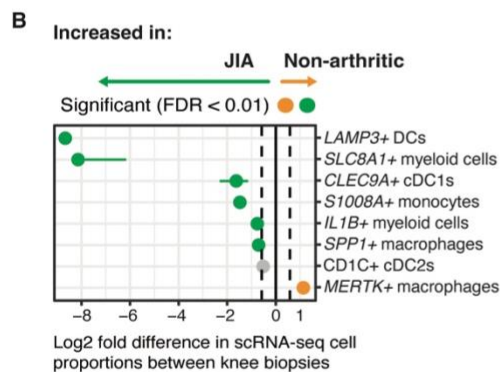 B
Increased in:
JIA Non-arthritic
Significant (FDR < 0.01)
LAMP3+ DCs
SLC8A1+ myeloid cells
CLEC9A+ cDC1s
S1008A+ monocytes
IL1B+ myeloid cells
SPP1+ macrophages
CD1C+ cDC2s
MERTK+ macrophages
−8 −6 −4 −2 0 1
Log2 fold difference in scRNA-seq cell
proportions between knee biopsies